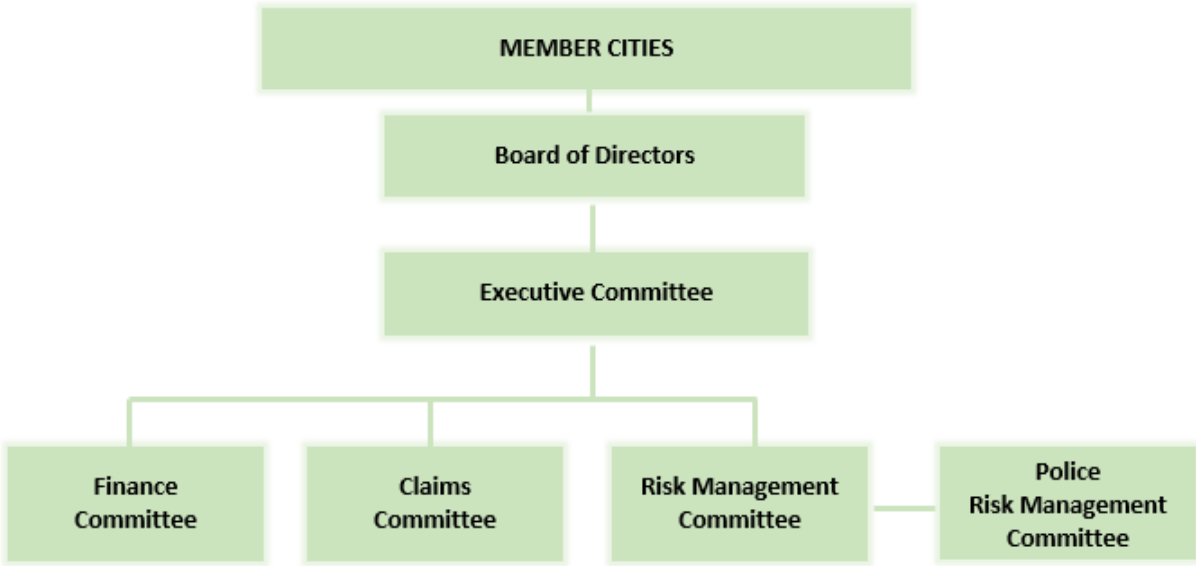 MEMBER CITIES
Board of Directors
Executive Committee
Finance
Committee
Claims
Committee
Risk Management
Committee
Police
Risk Management
Committee